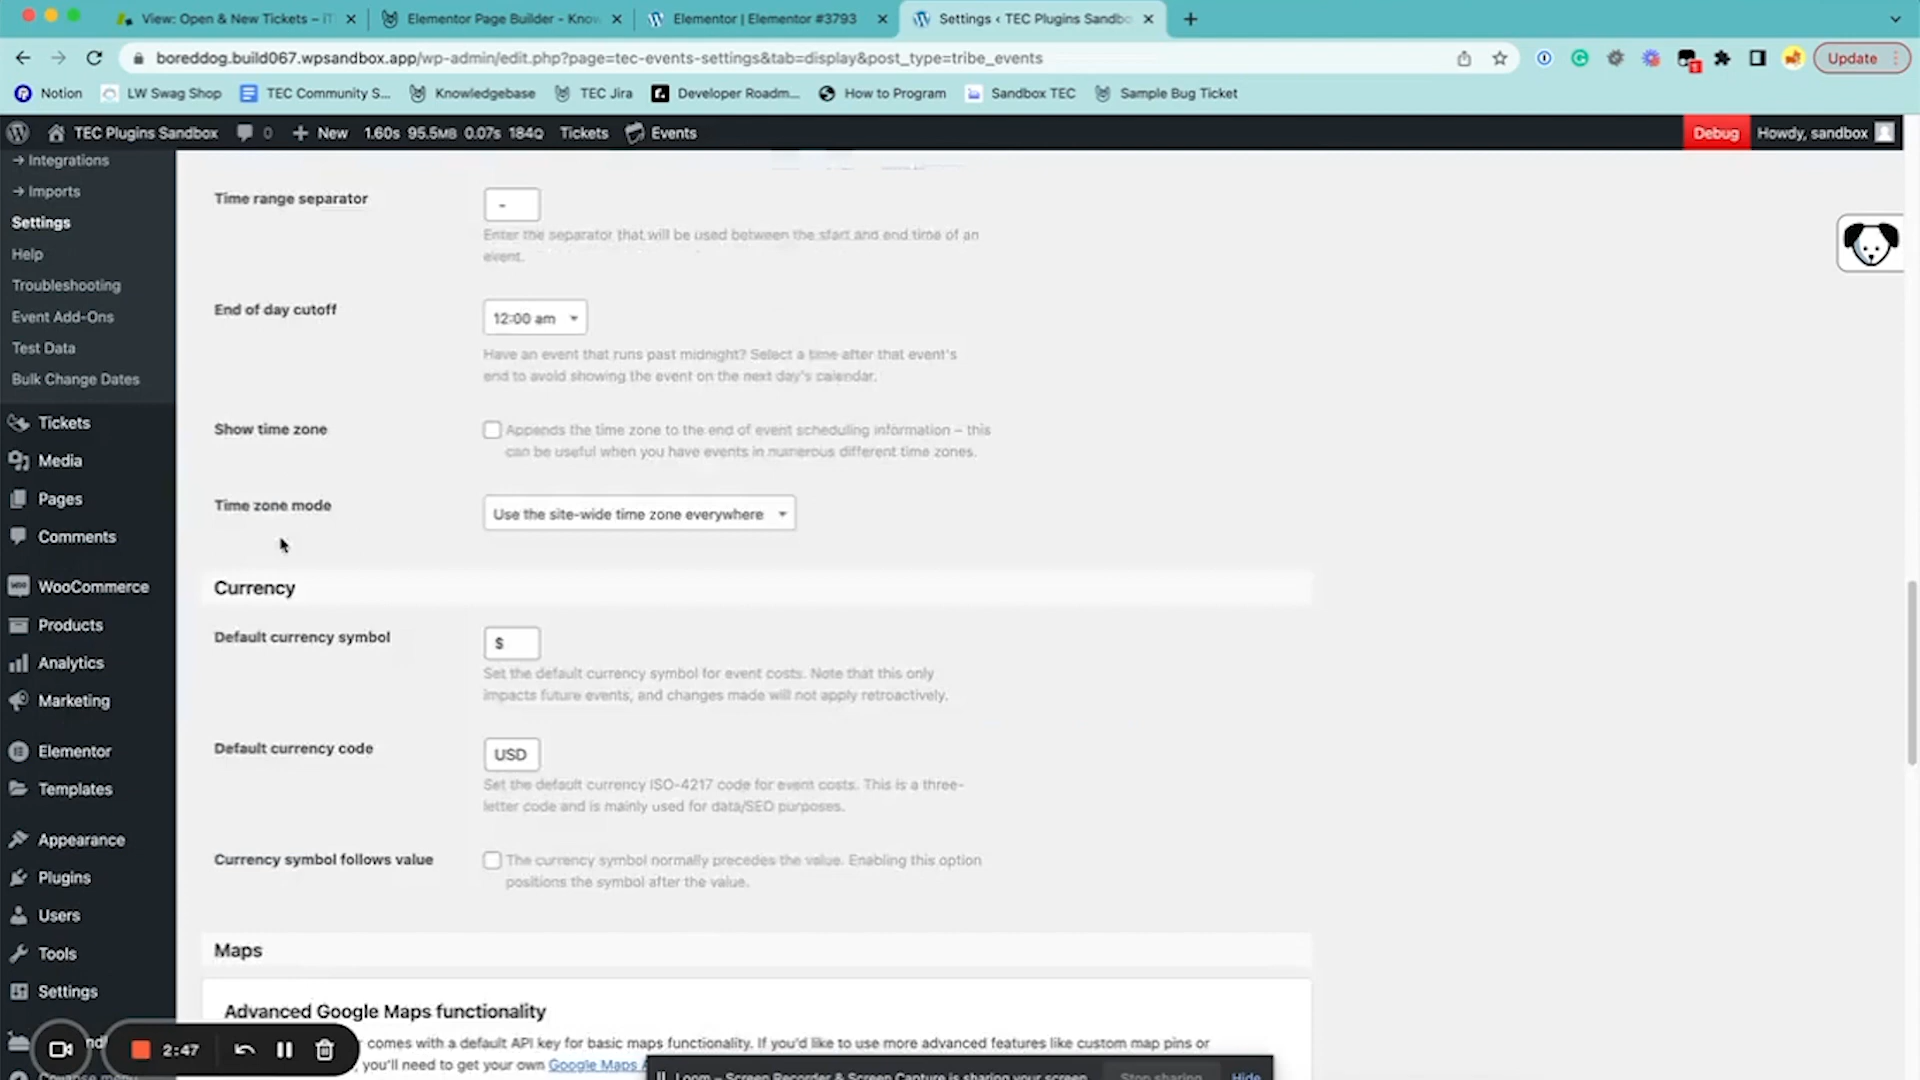 View: Open & New Tickets – iT
Elementor Page Builder - Know
Elementor | Elementor #3793
Settings ‹ TEC Plugins Sandbo
boreddog.build067.wpsandbox.app/wp-admin/edit.php?page=tec-events-settings&tab=display&post_type=tribe_events
Update
Notion
LW Swag Shop
TEC Community S...
Knowledgebase
TEC Jira
Developer Roadm...
How to Program
Sandbox TEC
Sample Bug Ticket
TEC Plugins Sandbox
0
+ New
1.60s 95.5MB 0.07s 184Q
Tickets
Events
Debug
Howdy, sandbox
→ Integrations
→ Imports
Settings
Help
Troubleshooting
Event Add-Ons
Test Data
Bulk Change Dates
Tickets
Media
Pages
Comments
WooCommerce
Products
Analytics
Marketing
Elementor
Templates
Appearance
Plugins
Users
Tools
Settings
Time range separator
-
Enter the separator that will be used between the start and end time of an
event.
End of day cutoff
12:00 am
Have an event that runs past midnight? Select a time after that event's
end to avoid showing the event on the next day's calendar.
Show time zone
Appends the time zone to the end of event scheduling information – this
can be useful when you have events in numerous different time zones.
Time zone mode
Use the site-wide time zone everywhere
Currency
Default currency symbol
$
Set the default currency symbol for event costs. Note that this only
impacts future events, and changes made will not apply retroactively.
Default currency code
USD
Set the default currency ISO-4217 code for event costs. This is a three-
letter code and is mainly used for data/SEO purposes.
Currency symbol follows value
The currency symbol normally precedes the value. Enabling this option
positions the symbol after the value.
Maps
Advanced Google Maps functionality
comes with a default API key for basic maps functionality. If you'd like to use more advanced features like custom map pins or
, you'll need to get your own Google Maps
2:47
Loom – Screen Recorder & Screen Capture is sharing your screen.
Stop sharing
Hide